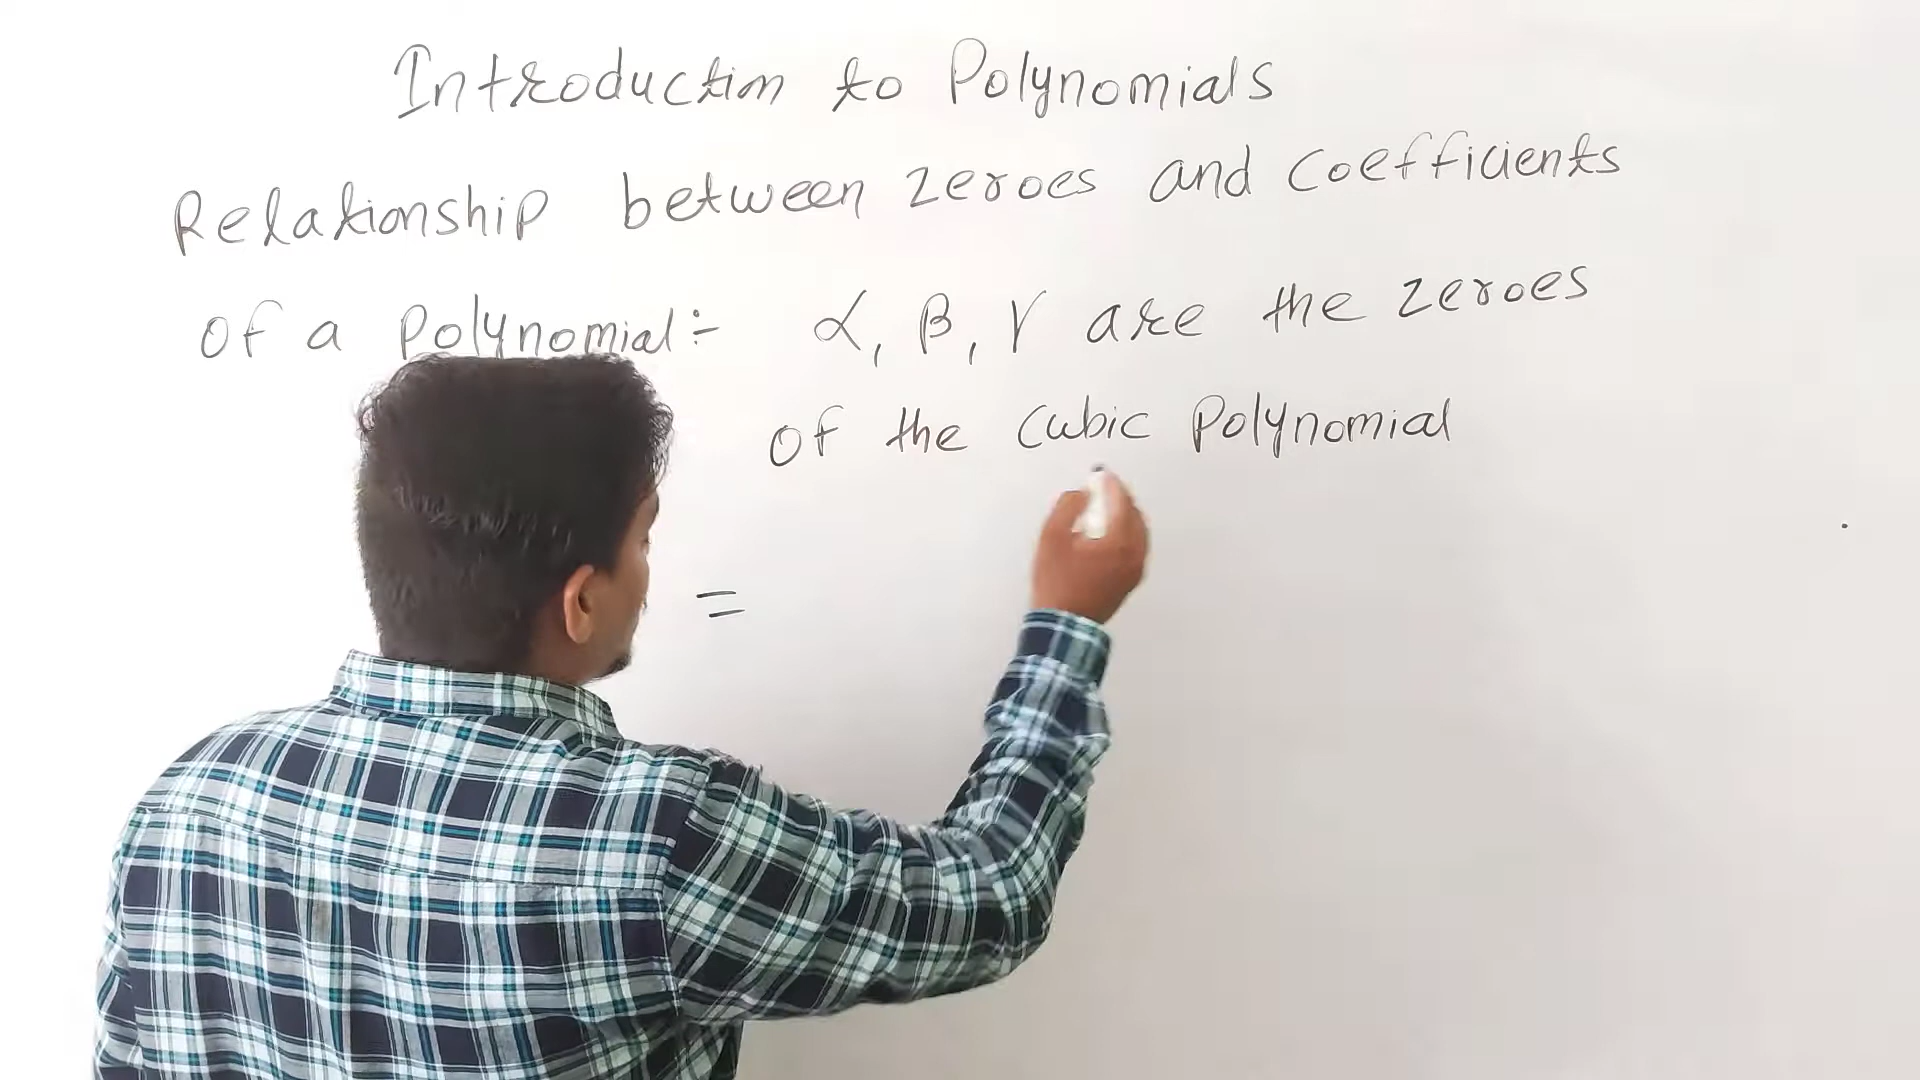 Introduction to Polynomials
Relationship between zeroes and coefficients
of a polynomial :- α, β, γ are the zeroes
of the cubic polynomial
=